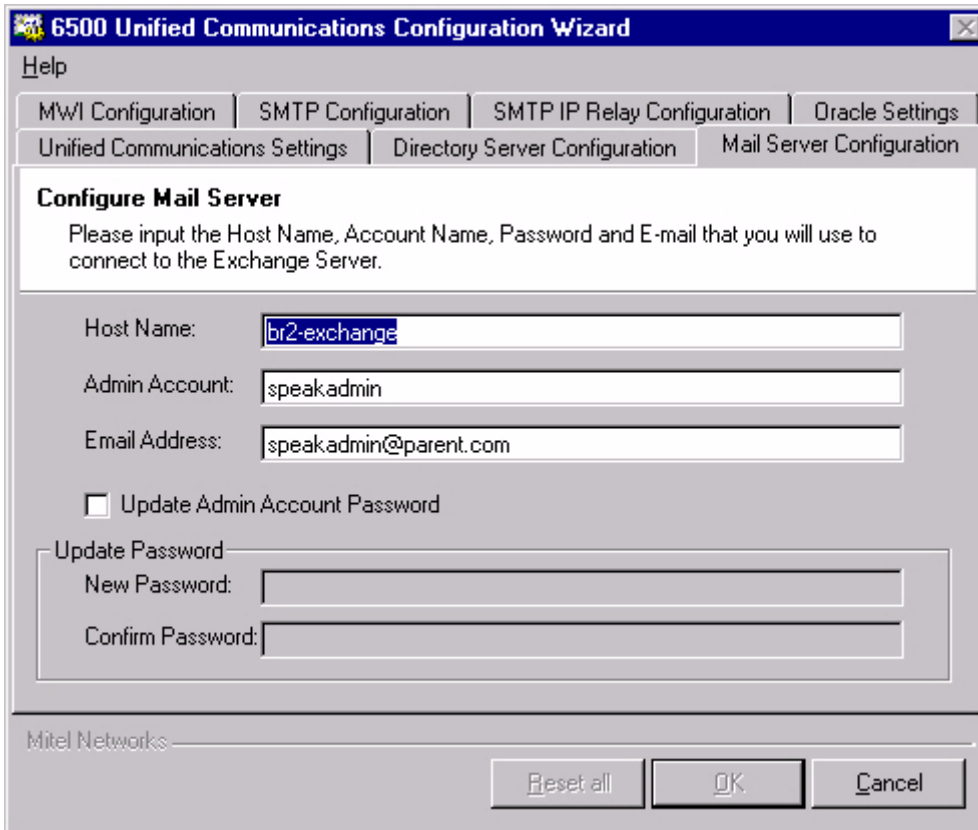 6500 Unified Communications Configuration Wizard
Help
MWI Configuration
SMTP Configuration
SMTP IP Relay Configuration
Oracle Settings
Unified Communications Settings
Directory Server Configuration
Mail Server Configuration
Configure Mail Server
Please input the Host Name, Account Name, Password and E-mail that you will use to
connect to the Exchange Server.
Host Name: br2-exchange
Admin Account: speakadmin
Email Address: speakadmin@parent.com
Update Admin Account Password
Update Password
New Password:
Confirm Password:
Mitel Networks
Reset all
OK
Cancel